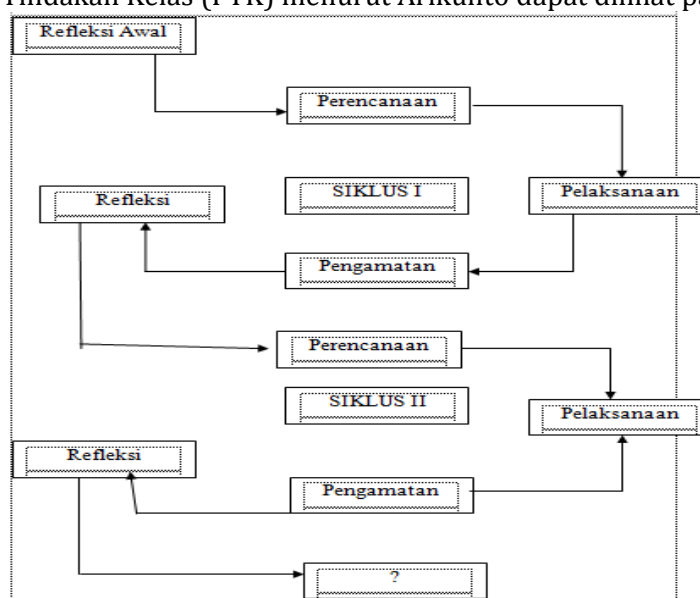 Tindakan Kelas (PTK) menurut Arikunto dapat dilihat pa
Refleksi Awal
Perencanaan
Refleksi
SIKLUS I
Pelaksanaan
Pengamatan
Perencanaan
SIKLUS II
Pelaksanaan
Refleksi
Pengamatan
?